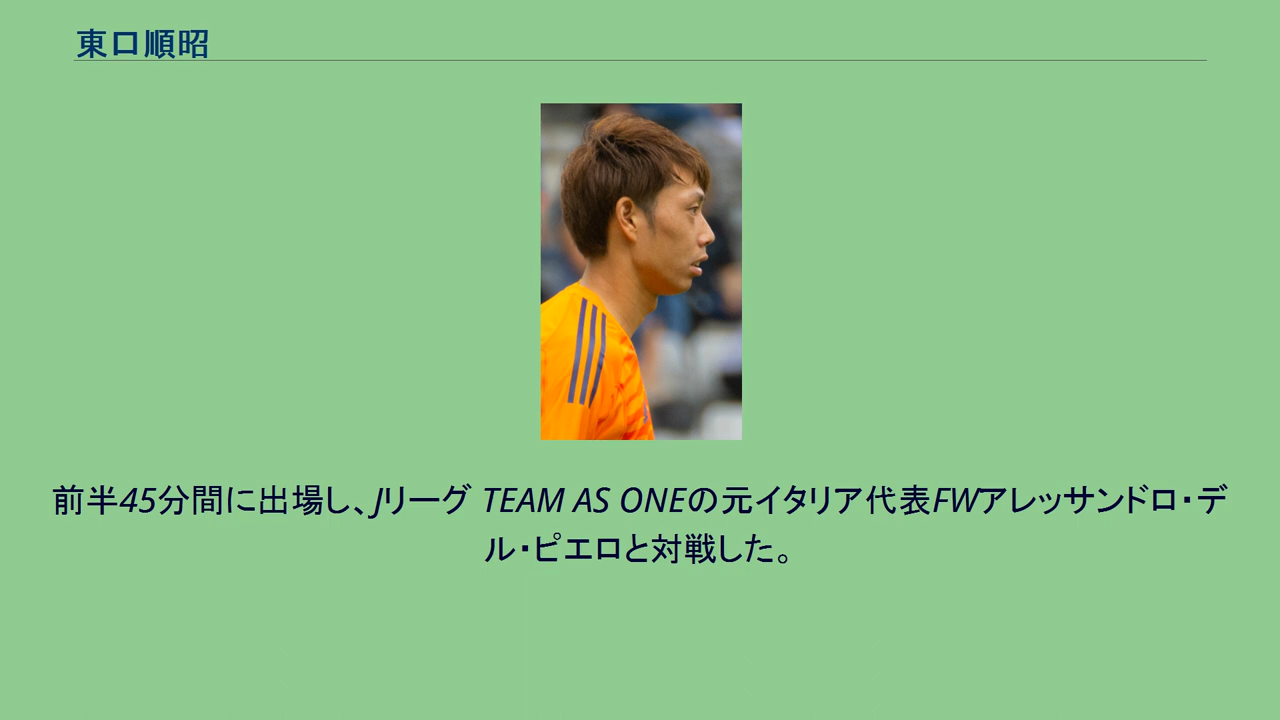 東口順昭
前半45分間に出場し、Jリーグ TEAM AS ONEの元イタリア代表FWアレッサンドロ・デ
ル・ピエロと対戦した。